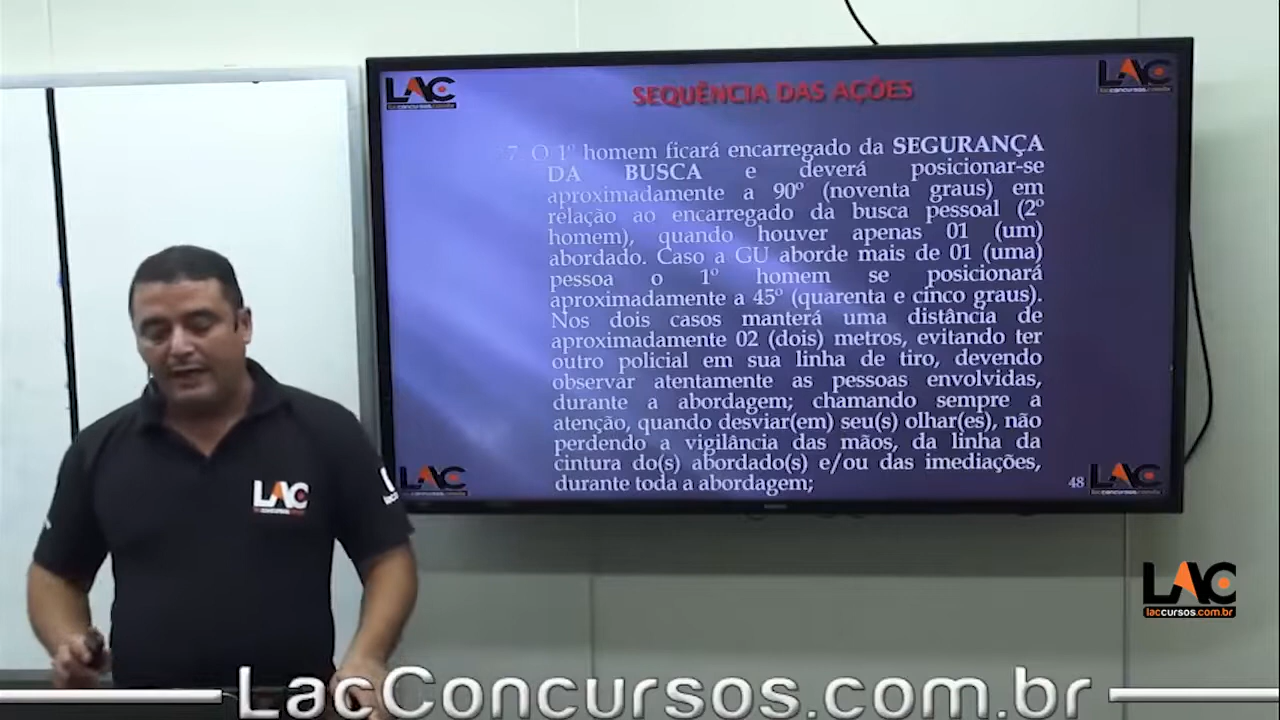 LAC
LAC
SEQUÊNCIA DAS AÇÕES
7 O 1º homem ficará encarregado da SEGURANÇA
DA BUSCA e deverá posicionar-se
aproximadamente a 90º (noventa graus) em
relação ao encarregado da busca pessoal (2º
homem), quando houver apenas 01 (um)
abordado. Caso a GU aborde mais de 01 (uma)
pessoa o 1º homem se posicionará
aproximadamente a 45º (quarenta e cinco graus).
Nos dois casos manterá uma distância de
aproximadamente 02 (dois) metros, evitando ter
outro policial em sua linha de tiro, devendo
observar atentamente as pessoas envolvidas,
durante a abordagem; chamando sempre a
atenção, quando desviar(em) seu(s) olhar(es), não
perdendo a vigilância das mãos, da linha da
cintura do(s) abordado(s) e/ou das imediações,
durante toda a abordagem;
48
LAC
LAC
LAC
LAC
laccursos.com.br
LacConcursos.com.br